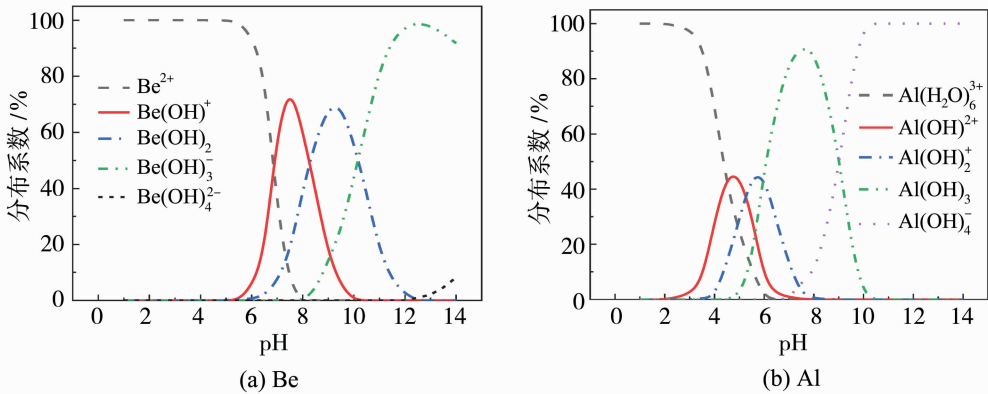 100
80
60
40
20
0
分布系数/%
Be²⁺
Be(OH)⁺
Be(OH)₂
Be(OH)₃⁻
Be(OH)₄²⁻
0 2 4 6 8 10 12 14
pH
(a) Be
100
80
60
40
20
0
分布系数/%
Al(H₂O)₆³⁺
Al(OH)²⁺
Al(OH)₂⁺
Al(OH)₃
Al(OH)₄⁻
0 2 4 6 8 10 12 14
pH
(b) Al